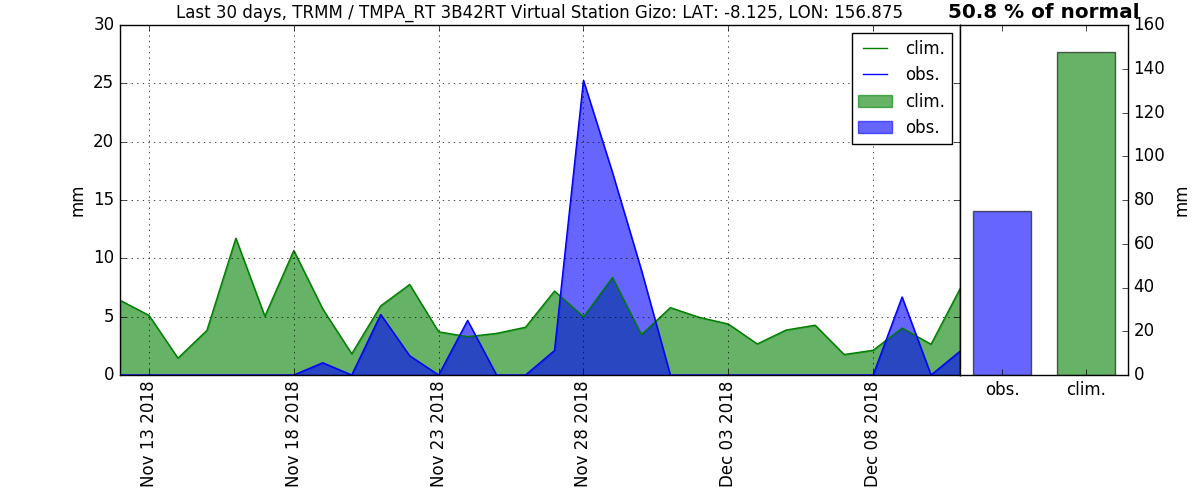 Last 30 days, TRMM / TMPA_RT 3B42RT Virtual Station Gizo: LAT: -8.125, LON: 156.875
50.8 % of normal
30
25
20
15
10
5
0
mm
clim.
obs.
clim.
obs.
Nov 13 2018
Nov 18 2018
Nov 23 2018
Nov 28 2018
Dec 03 2018
Dec 08 2018
160
140
120
100
80
60
40
20
0
mm
obs.
clim.